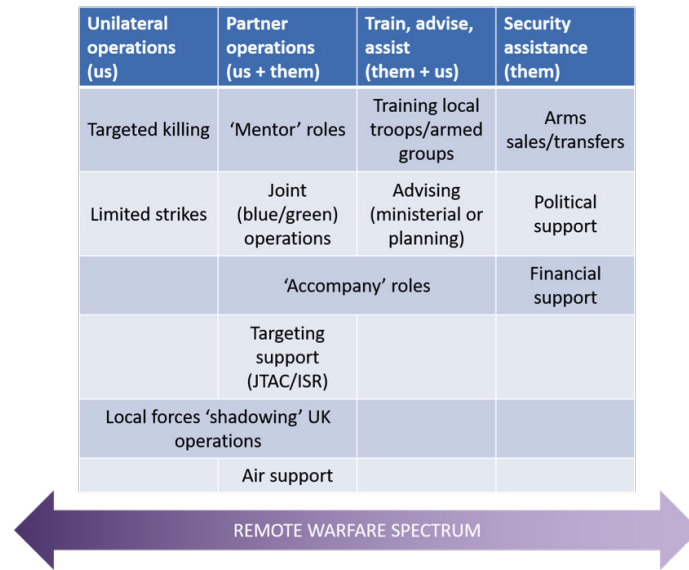 Unilateral
operations
(us)
Partner
operations
(us + them)
Train, advise,
assist
(them + us)
Security
assistance
(them)
Targeted killing
‘Mentor’ roles
Training local
troops/armed
groups
Arms
sales/transfers
Limited strikes
Joint
(blue/green)
operations
Advising
(ministerial or
planning)
Political
support
‘Accompany’ roles
Financial
support
Targeting
support
(JTAC/ISR)
Local forces ‘shadowing’ UK
operations
Air support
REMOTE WARFARE SPECTRUM